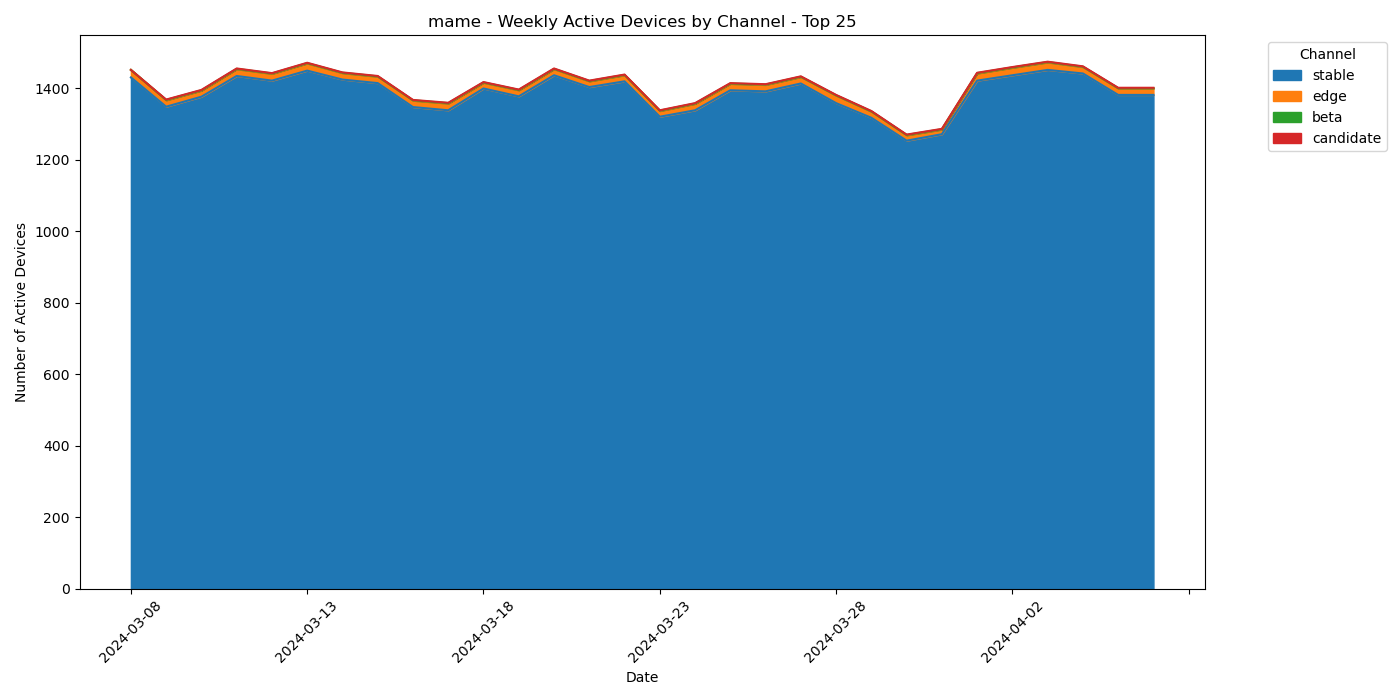 mame - Weekly Active Devices by Channel - Top 25
Channel
stable
edge
beta
candidate
Number of Active Devices
1400
1200
1000
800
600
400
200
0
2024-03-08
2024-03-13
2024-03-18
2024-03-23
2024-03-28
2024-04-02
Date